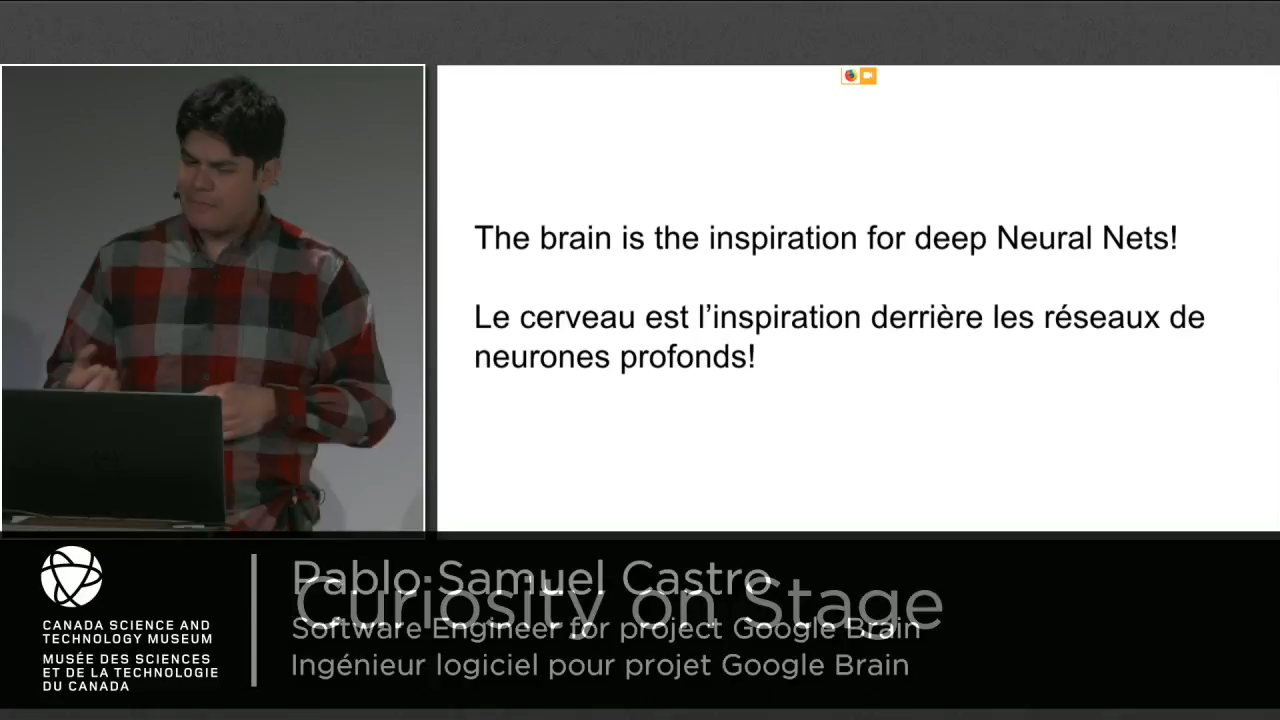 The brain is the inspiration for deep Neural Nets!
Le cerveau est l’inspiration derrière les réseaux de
neurones profonds!
CANADA SCIENCE AND
TECHNOLOGY MUSEUM
MUSÉE DES SCIENCES
ET DE LA TECHNOLOGIE
DU CANADA
Pablo Samuel Castro
Curiosity on Stage
Software Engineer for project Google Brain
Ingénieur logiciel pour projet Google Brain